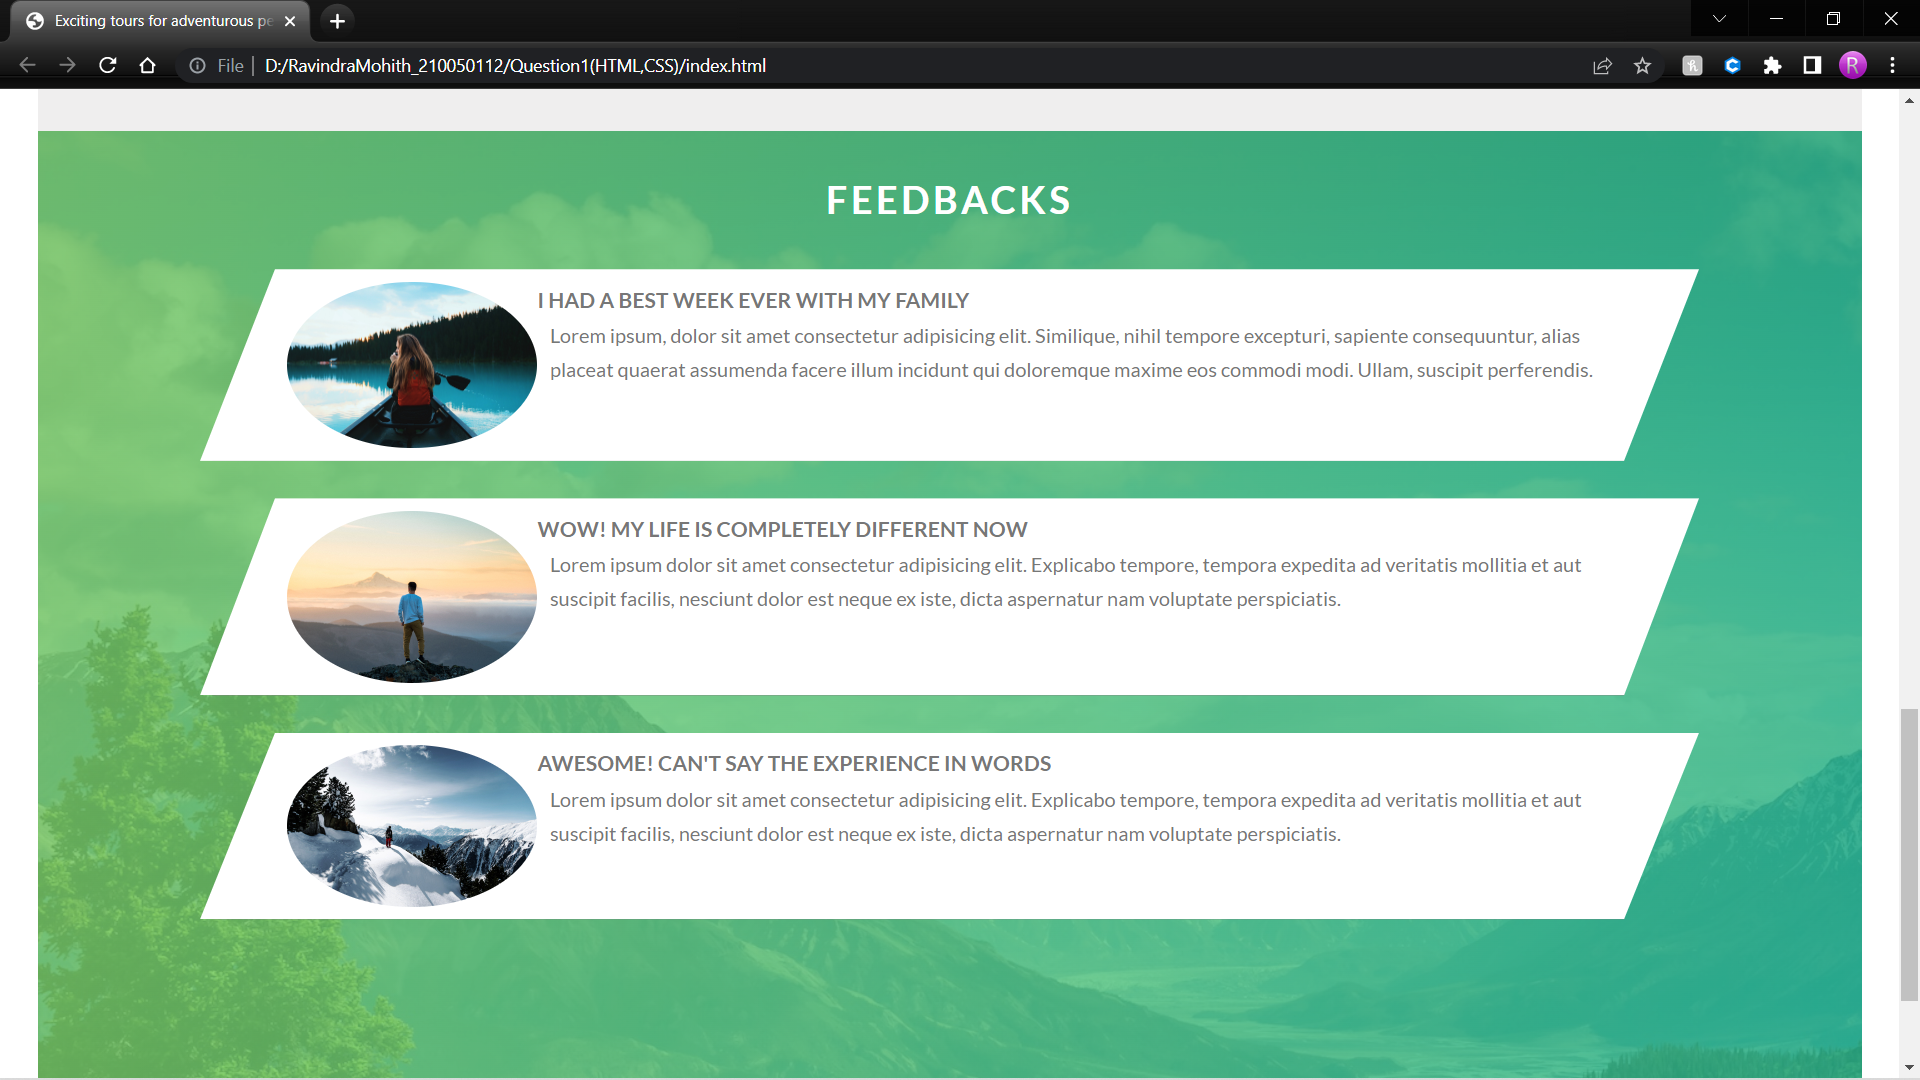 Exciting tours for adventurous pe
File
D:/RavindraMohith_210050112/Question1(HTML,CSS)/index.html
R
FEEDBACKS
I HAD A BEST WEEK EVER WITH MY FAMILY
Lorem ipsum, dolor sit amet consectetur adipisicing elit. Similique, nihil tempore excepturi, sapiente consequuntur, alias
placeat quaerat assumenda facere illum incidunt qui doloremque maxime eos commodi modi. Ullam, suscipit perferendis.
WOW! MY LIFE IS COMPLETELY DIFFERENT NOW
Lorem ipsum dolor sit amet consectetur adipisicing elit. Explicabo tempore, tempora expedita ad veritatis mollitia et aut
suscipit facilis, nesciunt dolor est neque ex iste, dicta aspernatur nam voluptate perspiciatis.
AWESOME! CAN'T SAY THE EXPERIENCE IN WORDS
Lorem ipsum dolor sit amet consectetur adipisicing elit. Explicabo tempore, tempora expedita ad veritatis mollitia et aut
suscipit facilis, nesciunt dolor est neque ex iste, dicta aspernatur nam voluptate perspiciatis.